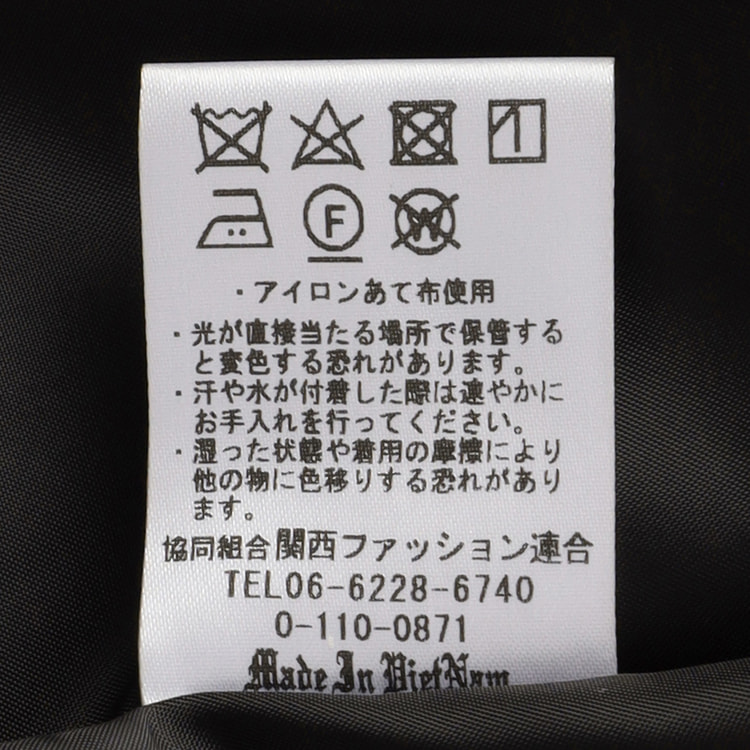 F
W
・アイロンあて布使用
・光が直接当たる場所で保管する
と変色する恐れがあります。
・汗や水が付着した際は速やかに
お手入れを行ってください。
・湿った状態や着用の摩擦により
他の物に色移りする恐れがあり
ます。
協同組合関西ファッション連合
TEL06-6228-6740
0-110-0871
Made In VietNam